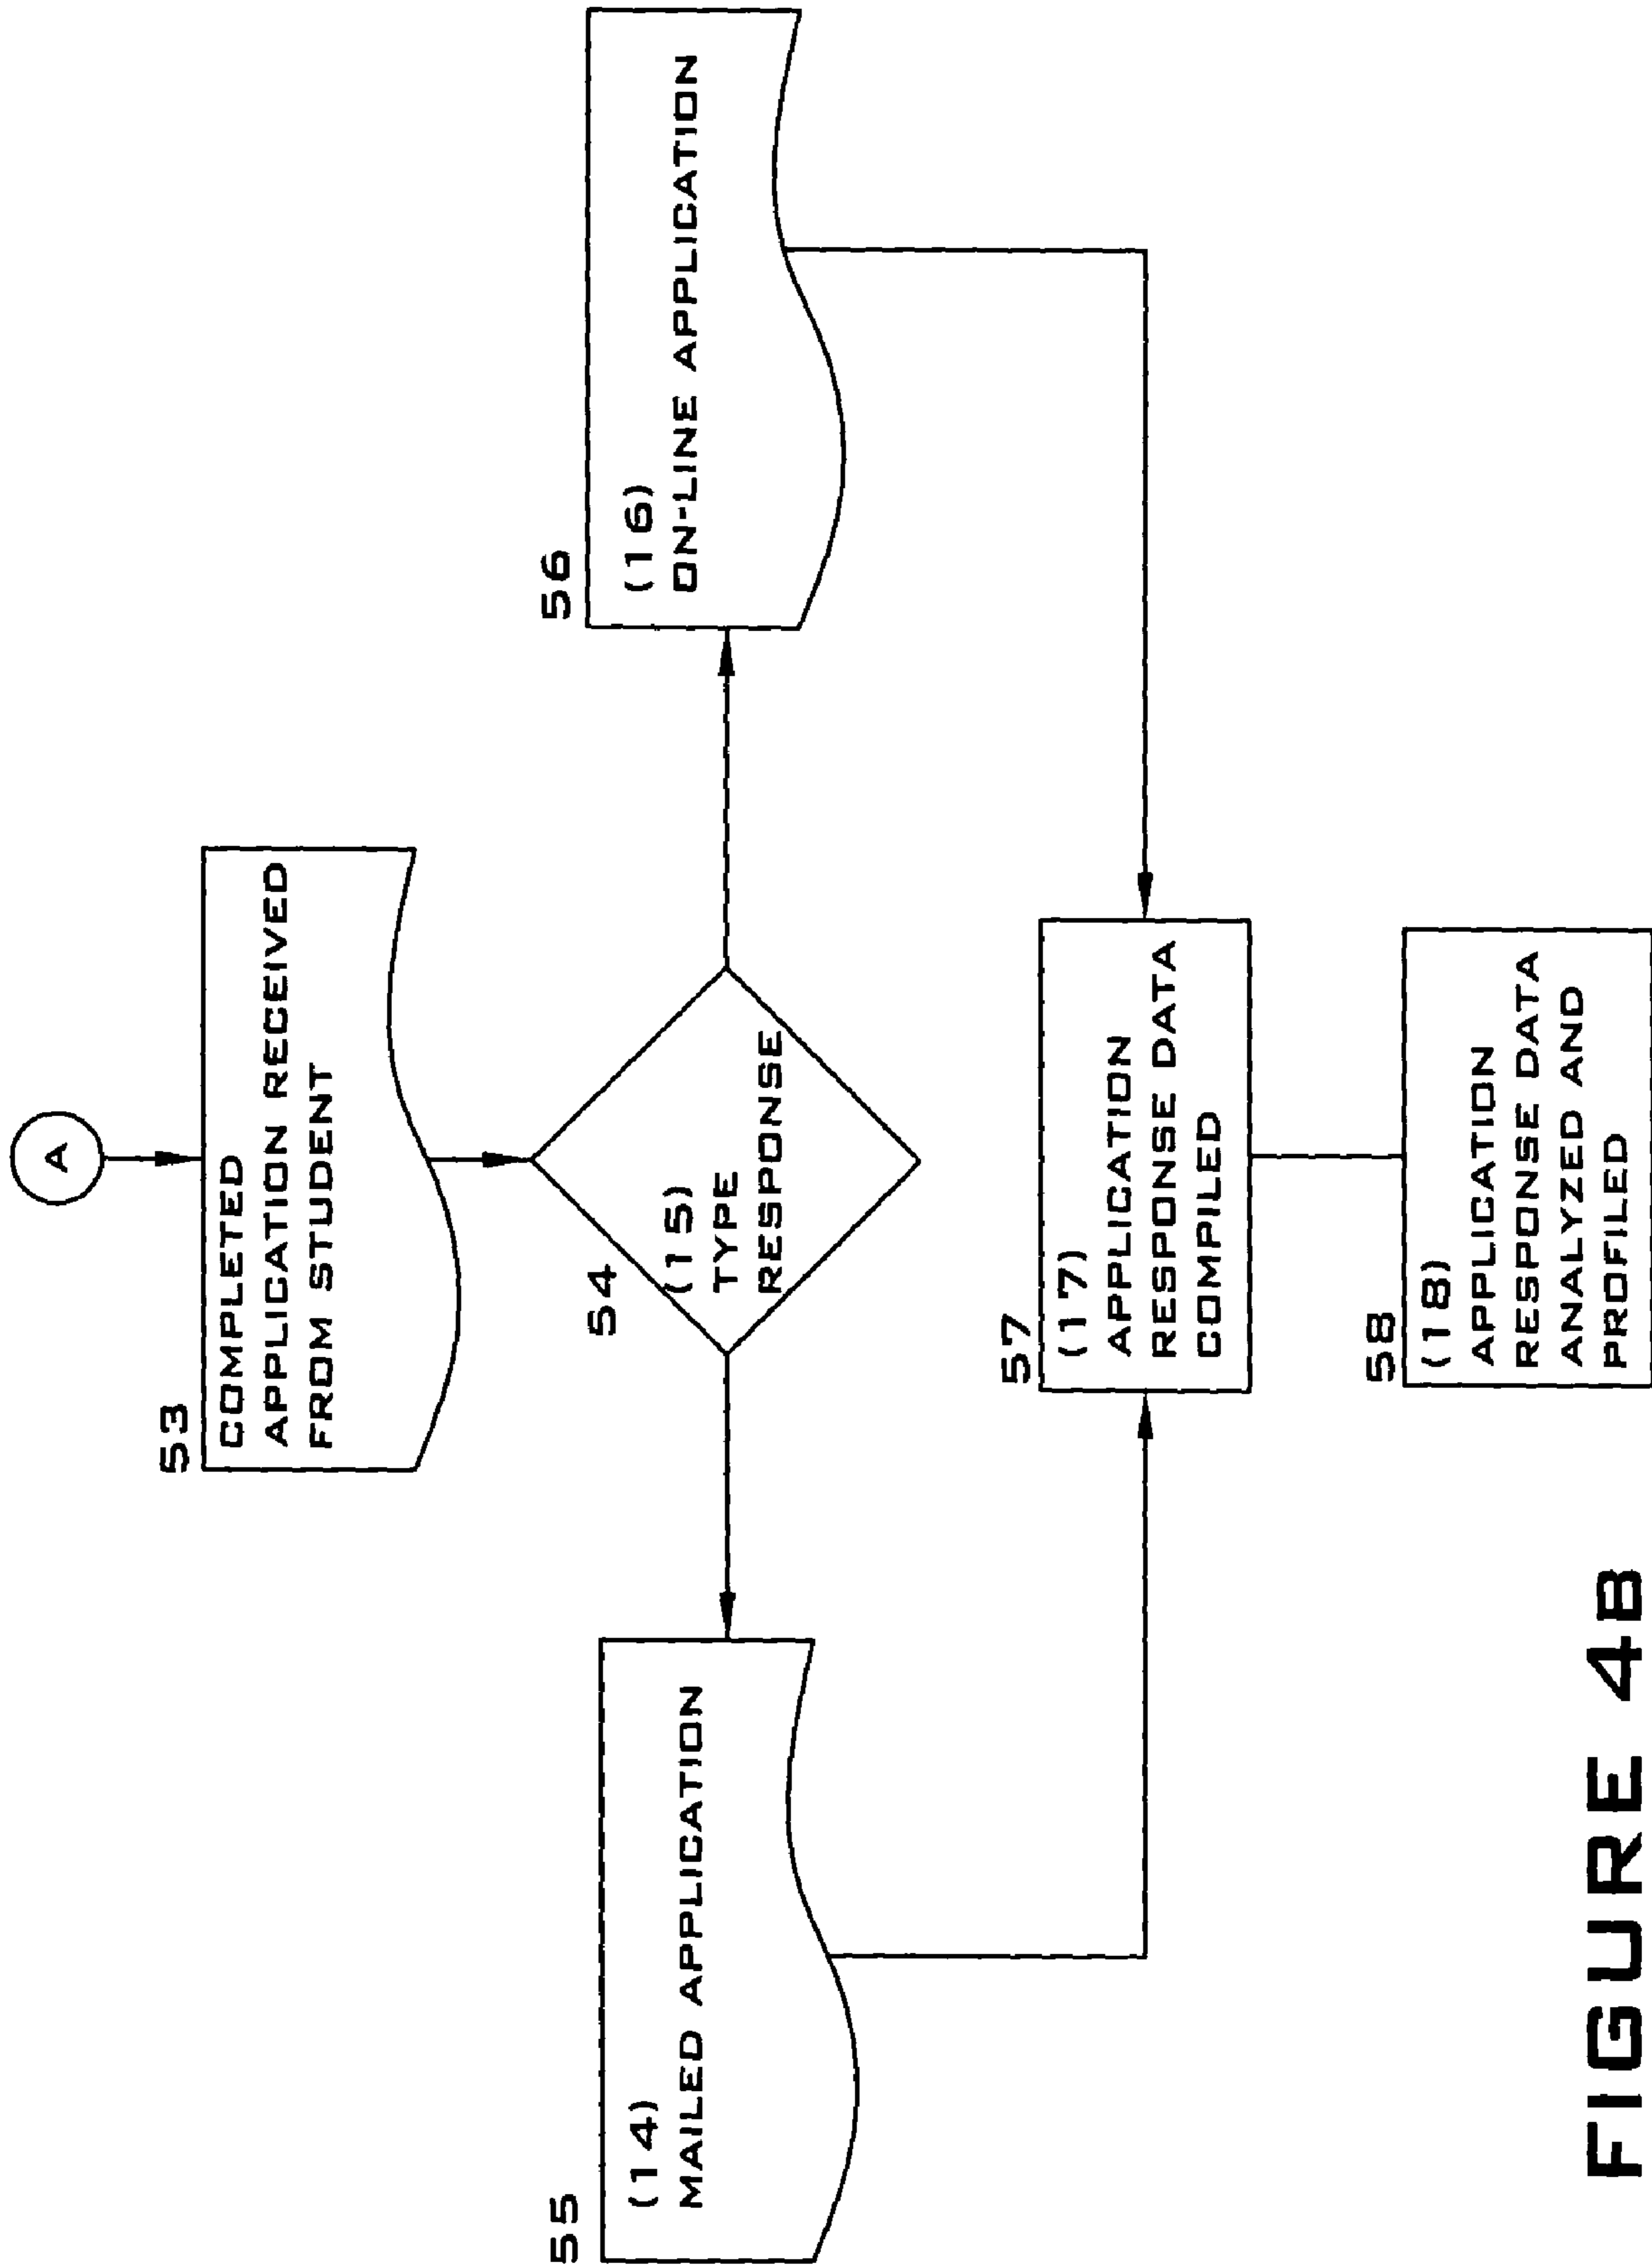 A
53
COMPLETED
APPLICATION RECEIVED
FROM STUDENT
54
(15)
TYPE
RESPONSE
55
(14)
MAILED APPLICATION
56
(16)
ON-LINE APPLICATION
57
(17)
APPLICATION
RESPONSE DATA
COMPILED
58
(18)
APPLICATION
RESPONSE DATA
ANALYZED AND
PROFILED
FIGURE 4B